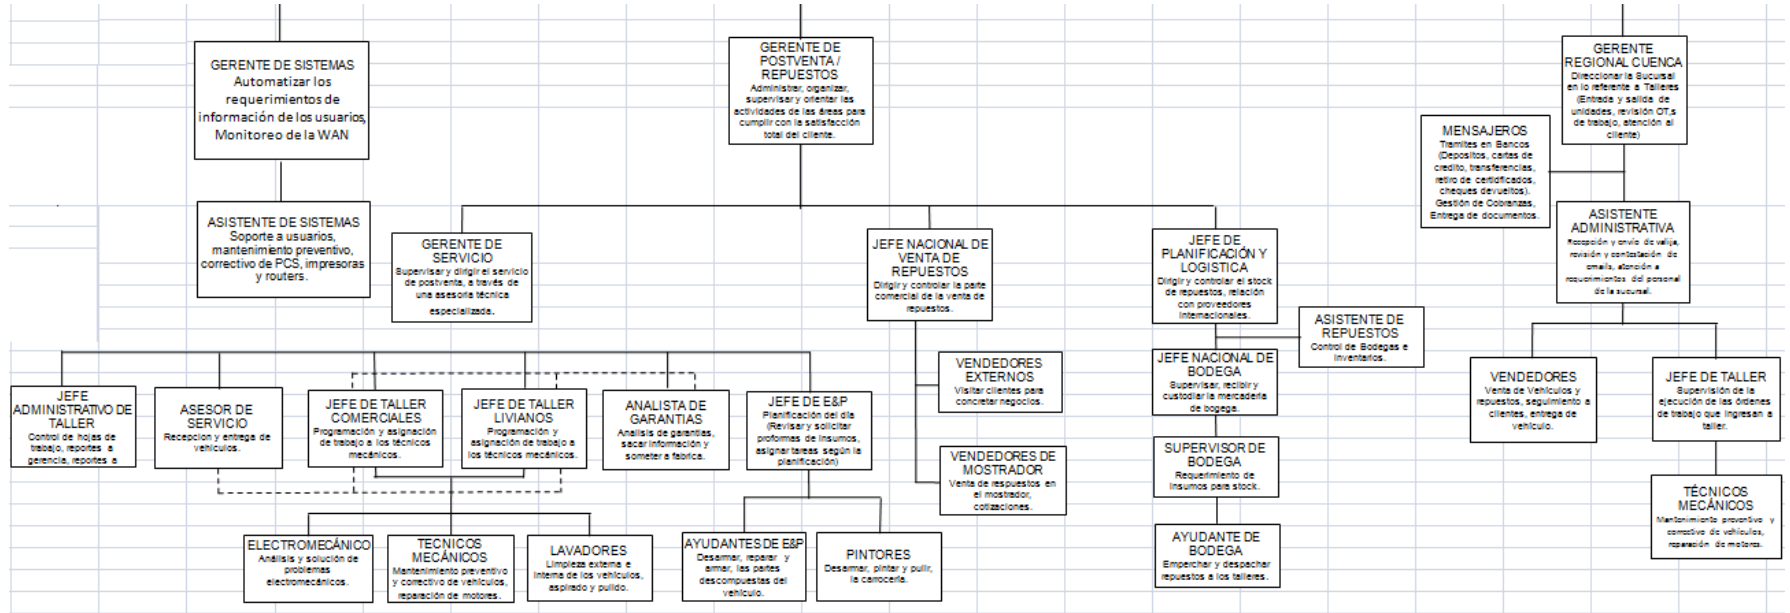 GERENTE DE SISTEMAS
Automatizar los
requerimientos de
información de los usuarios,
Monitoreo de la WAN
GERENTE DE
POSTVENTA /
REPUESTOS
Administrar, organizar,
supervisar y orientar las
actividades de las áreas para
cumplir con la satisfacción
total del cliente.
GERENTE
REGIONAL CUENCA
Direccionar la Sucursal
en lo referente a Talleres
(Entrada y salida de
unidades, revisión OT,s
de trabajo, atención al
cliente)
MENSAJEROS
Tramites en Bancos
(Depositos, cartas de
credito, transferencias,
retiro de certidficados,
cheques devueltos).
Gestión de Cobranzas,
Entrega de documentos.
ASISTENTE DE SISTEMAS
Soporte a usuarios,
mantenimiento preventivo,
correctivo de PCS, impresoras
y routers.
GERENTE DE
SERVICIO
Supervisar y dirigir el servicio
de postventa, a través de
una asesoria técnica
especializada.
JEFE NACIONAL DE
VENTA DE
REPUESTOS
Dirigir y controlar la parte
comercial de la venta de
repuestos.
JEFE DE
PLANIFICACIÓN Y
LOGISTICA
Dirigir y controlar el stock
de repuestos, relación
con proveedores
internacionales.
ASISTENTE
ADMINISTRATIVA
Recepción y envío de valija,
revisión y contestación de
emails, atención a
requerimientos del personal
de la sucursal.
ASISTENTE DE
REPUESTOS
Control de Bodegas e
Inventarios.
JEFE
ADMINISTRATIVO DE
TALLER
Control de hojas de
trabajo, reportes a
gerencia, reportes a
ASESOR DE
SERVICIO
Recepcion y entrega de
vehículos.
JEFE DE TALLER
COMERCIALES
Programación y asignación
de trabajo a los técnicos
mecánicos.
JEFE DE TALLER
LIVIANOS
Programación y
asignación de trabajo a
los técnicos mecánicos.
ANALISTA DE
GARANTIAS
Analisis de garantías,
sacar información y
someter a fabrica.
JEFE DE E&P
Planificación del día
(Revisar y solicitar
proformas de insumos,
asignar tareas según la
planificación)
VENDEDORES
EXTERNOS
Visitar clientes para
concretar negocios.
VENDEDORES DE
MOSTRADOR
Venta de respuestos en
el mostrador,
cotizaciones.
JEFE NACIONAL DE
BODEGA
Supervisar, recibir y
custodiar la mercadería
de bogega.
SUPERVISOR DE
BODEGA
Requerimiento de
insumos para stock.
AYUDANTE DE
BODEGA
Emperchar y despachar
repuestos a los talleres.
VENDEDORES
Venta de Vehículos y
repuestos, seguimiento a
clientes, entrega de
vehículo.
JEFE DE TALLER
Supervisión de la
ejecución de las órdenes
de trabajo que ingresan a
taller.
TÉCNICOS
MECÁNICOS
Mantenimiento preventivo y
correctivo de vehículos,
reparación de motores.
ELECTROMECÁNICO
Análisis y solución de
problemas
electromecánicos.
TECNICOS
MECÁNICOS
Mantenimiento preventivo
y correctivo de vehículos,
reparación de motores.
LAVADORES
Limpieza externa e
interna de los vehículos,
aspirado y pulido.
AYUDANTES DE E&P
Desarmar, reparar y
armar, las partes
descompuestas del
vehículo.
PINTORES
Desarmar, pintar y pulir,
la carrocería.